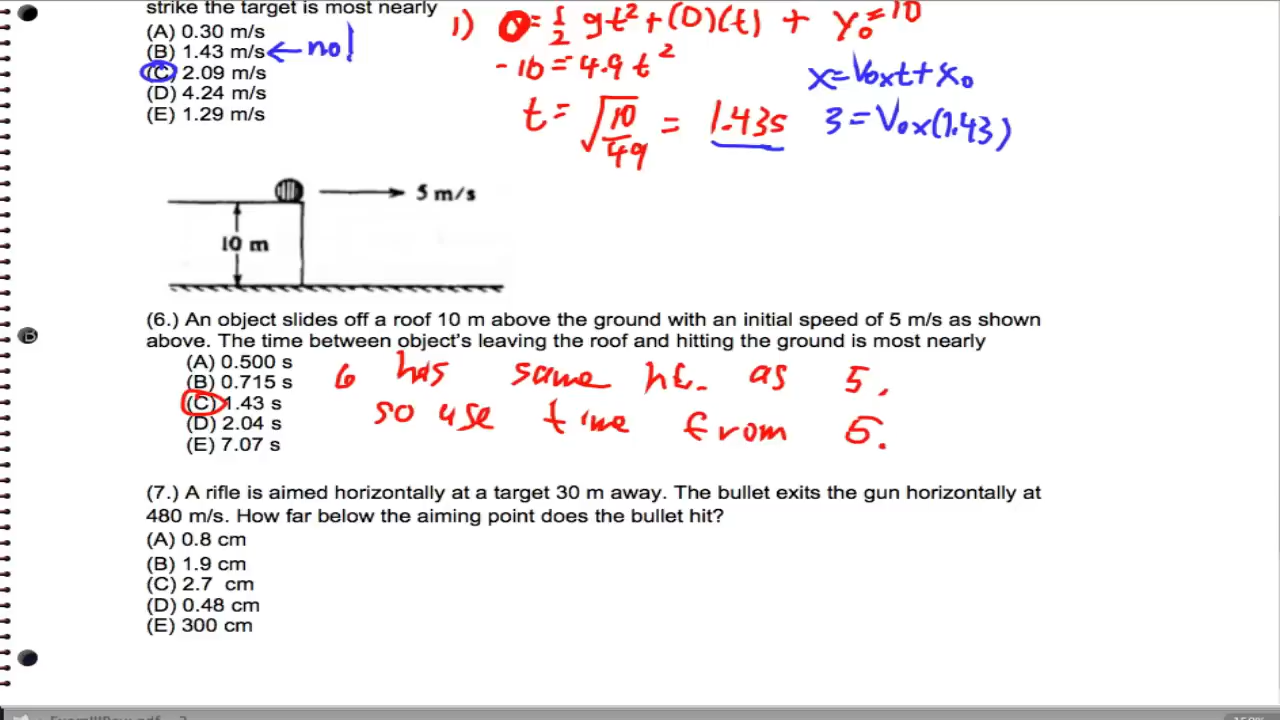 strike the target is most nearly
(A) 0.30 m/s
(B) 1.43 m/s ← no!
(C) 2.09 m/s
(D) 4.24 m/s
(E) 1.29 m/s
1) 0 = 1/2 gt² + (0)(t) + y₀=10
-10 = 4.9 t²
t = √10/49 = 1.43s
x = V₀xt + x₀
3 = V₀x(1.43)
5 m/s
10 m
(6.) An object slides off a roof 10 m above the ground with an initial speed of 5 m/s as shown
above. The time between object's leaving the roof and hitting the ground is most nearly
(A) 0.500 s
(B) 0.715 s
(C) 1.43 s
(D) 2.04 s
(E) 7.07 s
6 has same ht. as 5.
so use time from 5.
(7.) A rifle is aimed horizontally at a target 30 m away. The bullet exits the gun horizontally at
480 m/s. How far below the aiming point does the bullet hit?
(A) 0.8 cm
(B) 1.9 cm
(C) 2.7 cm
(D) 0.48 cm
(E) 300 cm